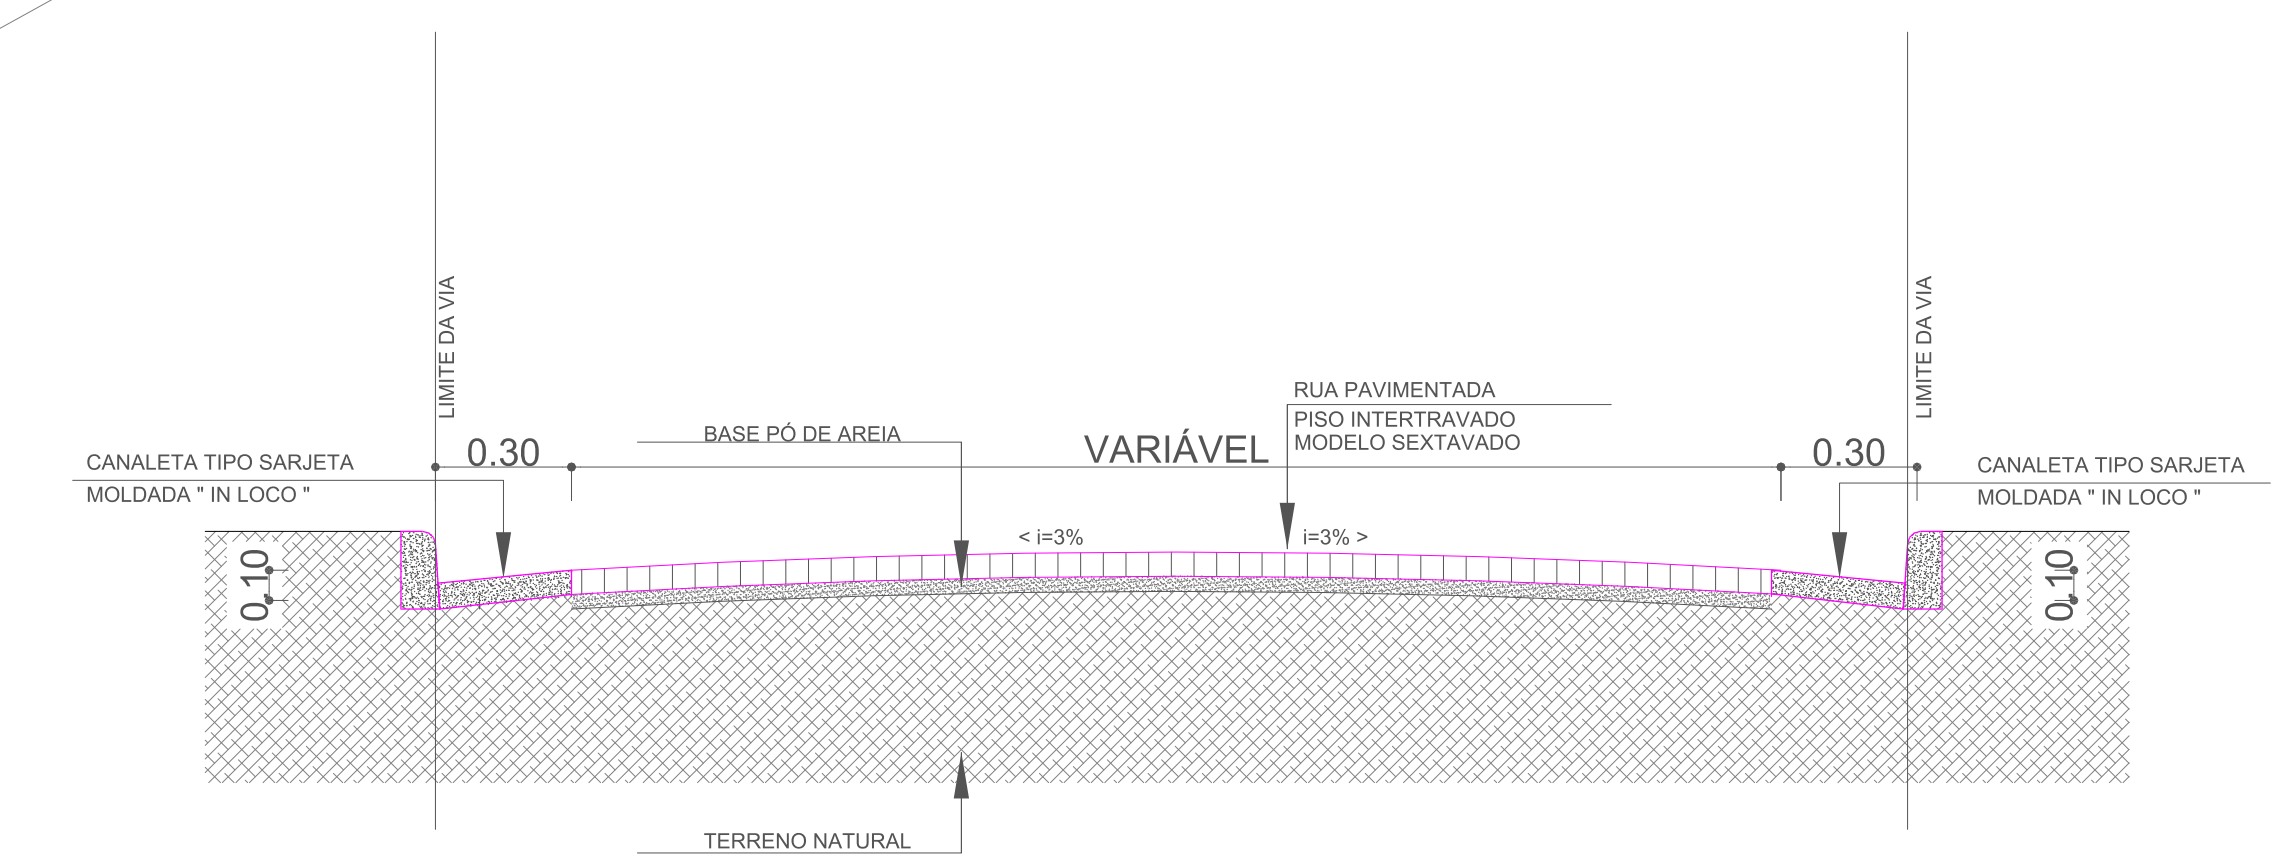 LIMITE DA VIA
LIMITE DA VIA
RUA PAVIMENTADA
PISO INTERTRAVADO
MODELO SEXTAVADO
BASE PÓ DE AREIA
VARIÁVEL
0.30
0.30
CANALETA TIPO SARJETA
MOLDADA " IN LOCO "
CANALETA TIPO SARJETA
MOLDADA " IN LOCO "
< i=3%
i=3% >
0.10
0.10
TERRENO NATURAL